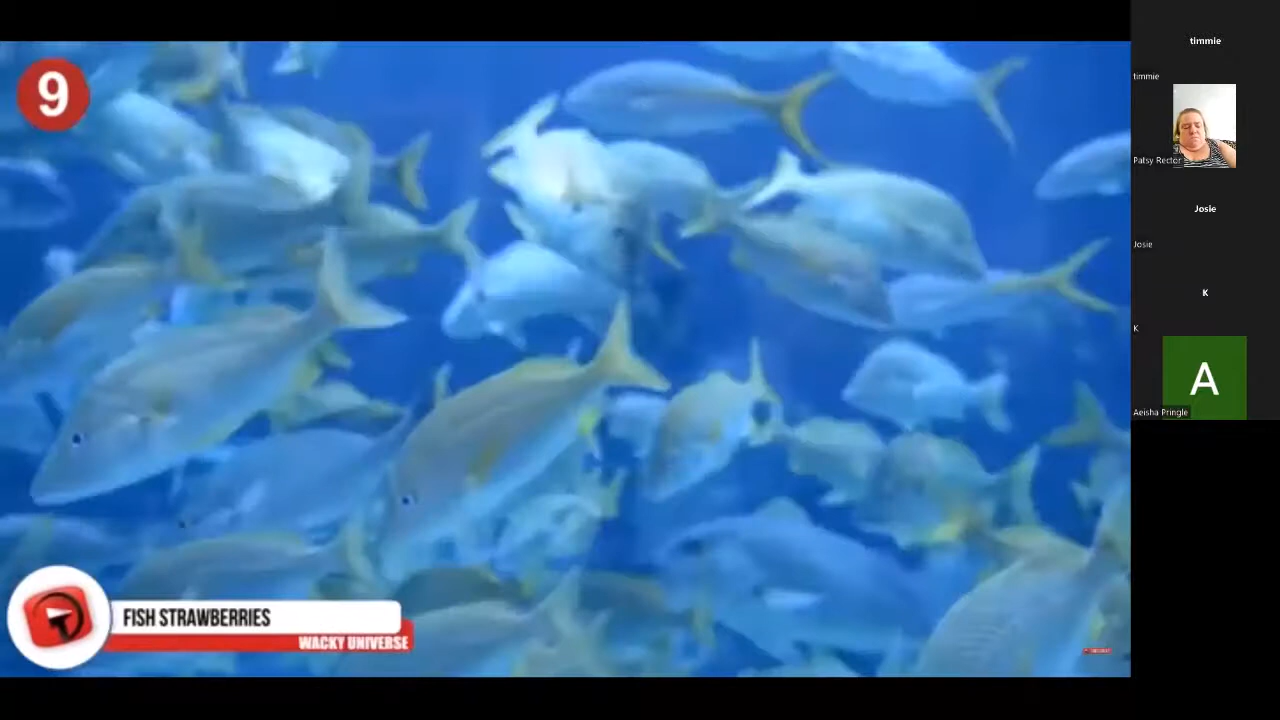 9
FISH STRAWBERRIES
WACKY UNIVERSE
timmie
timmie
Patsy Rector
Josie
Josie
K
K
A
Aeisha Pringle